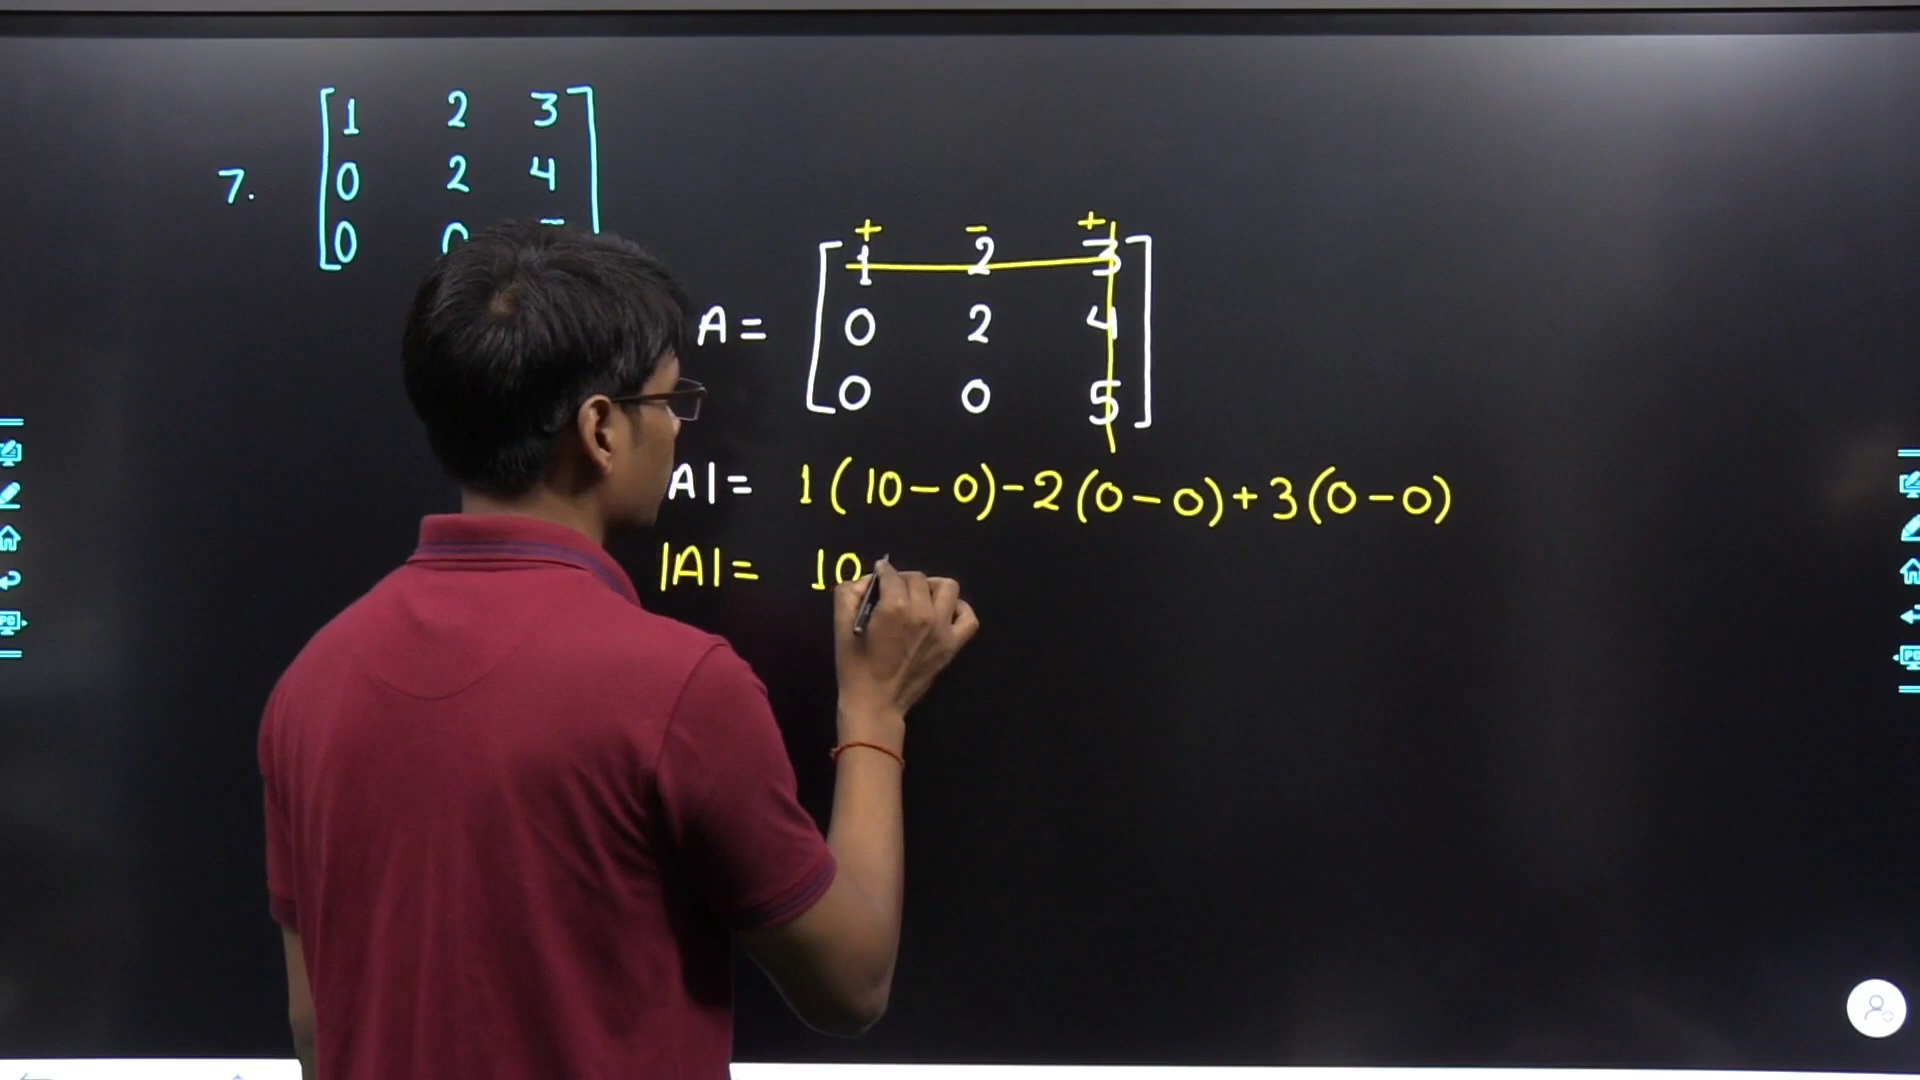 1 2 3
7. 0 2 4
0 0
+ - +
1 2 3
A = 0 2 4
0 0 5
A| = 1(10-0)-2(0-0)+3(0-0)
|A| = 10